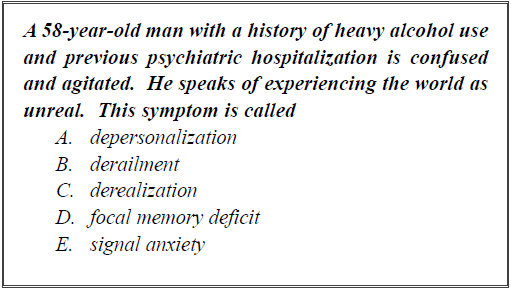 A 58-year-old man with a history of heavy alcohol use
and previous psychiatric hospitalization is confused
and agitated. He speaks of experiencing the world as
unreal. This symptom is called
A. depersonalization
B. derailment
C. derealization
D. focal memory deficit
E. signal anxiety